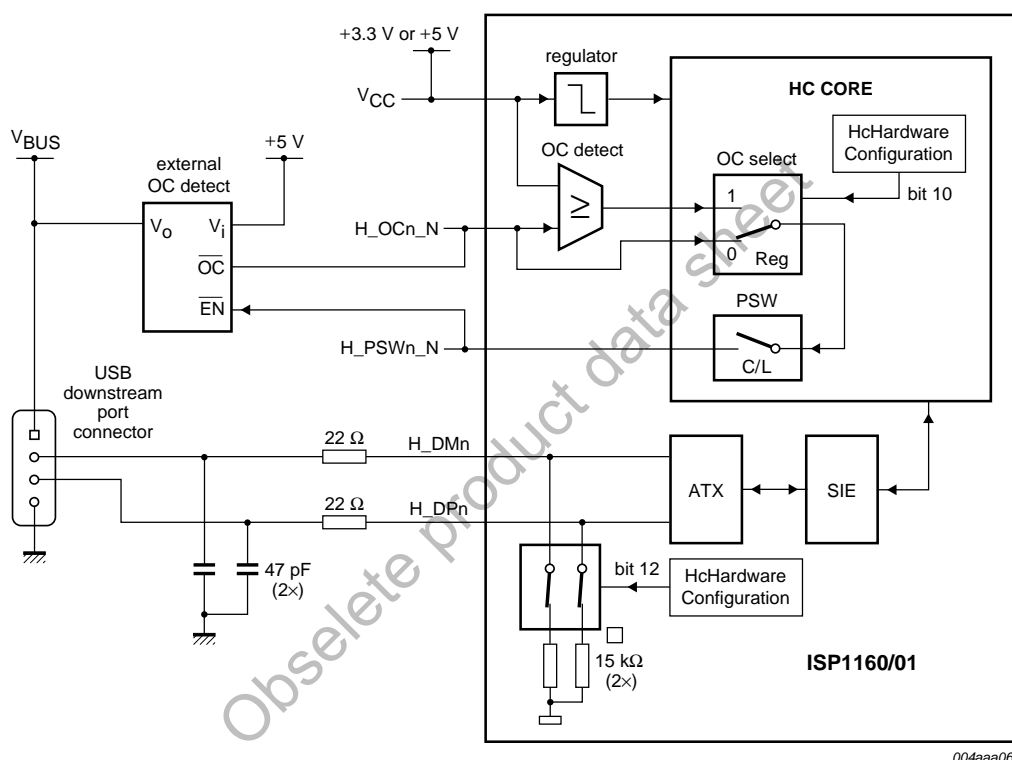 +3.3 V or +5 V
regulator
VCC
HC CORE
HcHardware
Configuration
bit 10
VBUS
+5 V
external
OC detect
OC detect
OC select
1
0
Reg
≥
Vo
Vi
H_OCn_N
OC
EN
PSW
C/L
H_PSWn_N
USB
downstream
port
connector
22 Ω
H_DMn
22 Ω
H_DPn
ATX
SIE
47 pF
(2×)
bit 12
HcHardware
Configuration
15 kΩ
(2×)
ISP1160/01
Obselete product data sheet